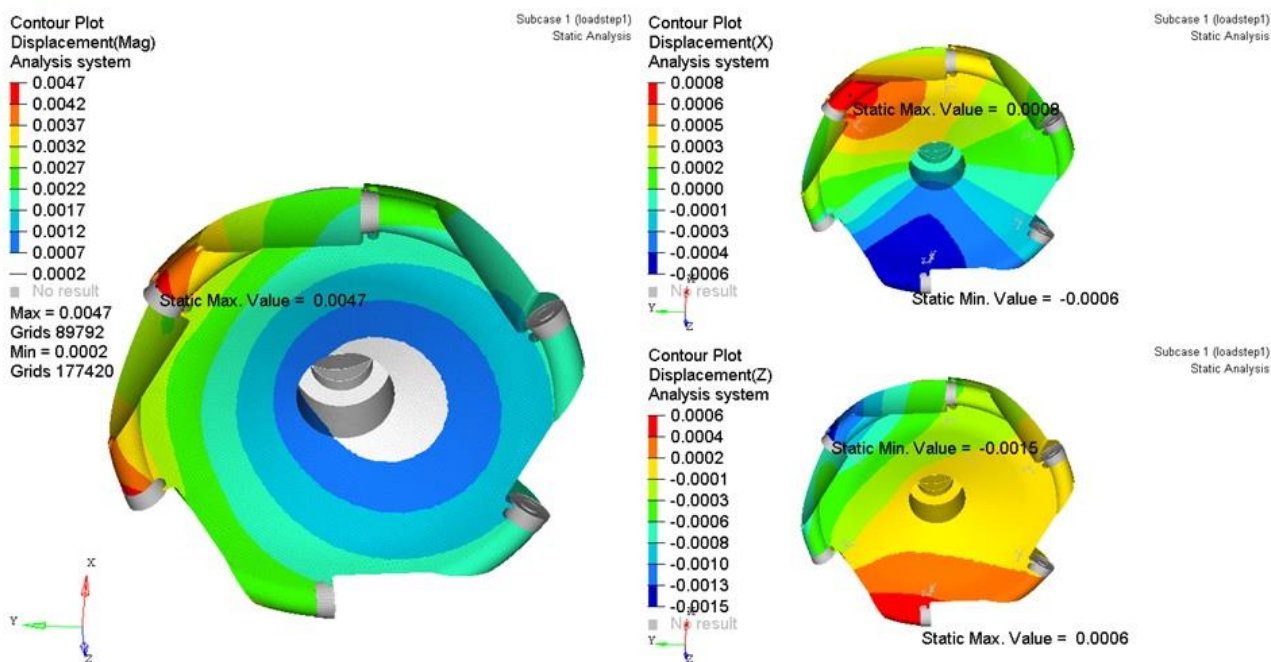 Contour Plot
Displacement(Mag)
Analysis system
0.0047
0.0042
0.0037
0.0032
0.0027
0.0022
0.0017
0.0012
0.0007
0.0002
No result
Max = 0.0047
Grids 89792
Min = 0.0002
Grids 177420
Subcase 1 (loadstep1)
Static Analysis
Static Max. Value = 0.0047
X
Y
Z
Contour Plot
Displacement(X)
Analysis system
0.0008
0.0006
0.0005
0.0003
0.0002
0.0000
-0.0001
-0.0003
-0.0004
-0.0006
No result
Subcase 1 (loadstep1)
Static Analysis
Static Max. Value = 0.0008
Static Min. Value = -0.0006
X
Y
Z
Contour Plot
Displacement(Z)
Analysis system
0.0006
0.0004
0.0002
-0.0001
-0.0003
-0.0006
-0.0008
-0.0010
-0.0013
-0.0015
No result
Subcase 1 (loadstep1)
Static Analysis
Static Min. Value = -0.0015
Static Max. Value = 0.0006
X
Y
Z